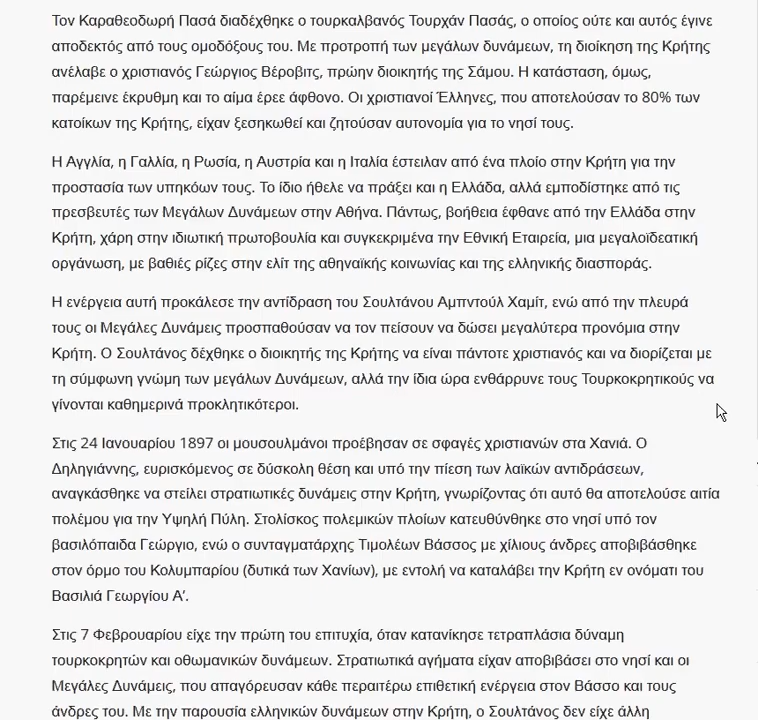 Τον Καραθεοδωρή Πασά διαδέχθηκε ο τουρκαλβανός Τουρχάν Πασάς, ο οποίος ούτε και αυτός έγινε
αποδεκτός από τους ομοδόξους του. Με προτροπή των μεγάλων δυνάμεων, τη διοίκηση της Κρήτης
ανέλαβε ο χριστιανός Γεώργιος Βέροβιτς, πρώην διοικητής της Σάμου. Η κατάσταση, όμως,
παρέμεινε έκρυθμη και το αίμα έρεε άφθονο. Οι χριστιανοί Έλληνες, που αποτελούσαν το 80% των
κατοίκων της Κρήτης, είχαν ξεσηκωθεί και ζητούσαν αυτονομία για το νησί τους.
Η Αγγλία, η Γαλλία, η Ρωσία, η Αυστρία και η Ιταλία έστειλαν από ένα πλοίο στην Κρήτη για την
προστασία των υπηκόων τους. Το ίδιο ήθελε να πράξει και η Ελλάδα, αλλά εμποδίστηκε από τις
πρεσβευτές των Μεγάλων Δυνάμεων στην Αθήνα. Πάντως, βοήθεια έφθανε από την Ελλάδα στην
Κρήτη, χάρη στην ιδιωτική πρωτοβουλία και συγκεκριμένα την Εθνική Εταιρεία, μια μεγαλοϊδεατική
οργάνωση, με βαθιές ρίζες στην ελίτ της αθηναϊκής κοινωνίας και της ελληνικής διασποράς.
Η ενέργεια αυτή προκάλεσε την αντίδραση του Σουλτάνου Αμπντούλ Χαμίτ, ενώ από την πλευρά
τους οι Μεγάλες Δυνάμεις προσπαθούσαν να τον πείσουν να δώσει μεγαλύτερα προνόμια στην
Κρήτη. Ο Σουλτάνος δέχθηκε ο διοικητής της Κρήτης να είναι πάντοτε χριστιανός και να διορίζεται με
τη σύμφωνη γνώμη των μεγάλων Δυνάμεων, αλλά την ίδια ώρα ενθάρρυνε τους Τουρκοκρητικούς να
γίνονται καθημερινά προκλητικότεροι.
Στις 24 Ιανουαρίου 1897 οι μουσουλμάνοι προέβησαν σε σφαγές χριστιανών στα Χανιά. Ο
Δηληγιάννης, ευρισκόμενος σε δύσκολη θέση και υπό την πίεση των λαϊκών αντιδράσεων,
αναγκάσθηκε να στείλει στρατιωτικές δυνάμεις στην Κρήτη, γνωρίζοντας ότι αυτό θα αποτελούσε αιτία
πολέμου για την Υψηλή Πύλη. Στολίσκος πολεμικών πλοίων κατευθύνθηκε στο νησί υπό τον
βασιλόπαιδα Γεώργιο, ενώ ο συνταγματάρχης Τιμολέων Βάσσος με χίλιους άνδρες αποβιβάσθηκε
στον όρμο του Κολυμπαρίου (δυτικά των Χανίων), με εντολή να καταλάβει την Κρήτη εν ονόματι του
Βασιλιά Γεωργίου Α'.
Στις 7 Φεβρουαρίου είχε την πρώτη του επιτυχία, όταν κατανίκησε τετραπλάσια δύναμη
τουρκοκρητών και οθωμανικών δυνάμεων. Στρατιωτικά αγήματα είχαν αποβιβάσει στο νησί και οι
Μεγάλες Δυνάμεις, που απαγόρευσαν κάθε περαιτέρω επιθετική ενέργεια στον Βάσσο και τους
άνδρες του. Με την παρουσία ελληνικών δυνάμεων στην Κρήτη, ο Σουλτάνος δεν είχε άλλη